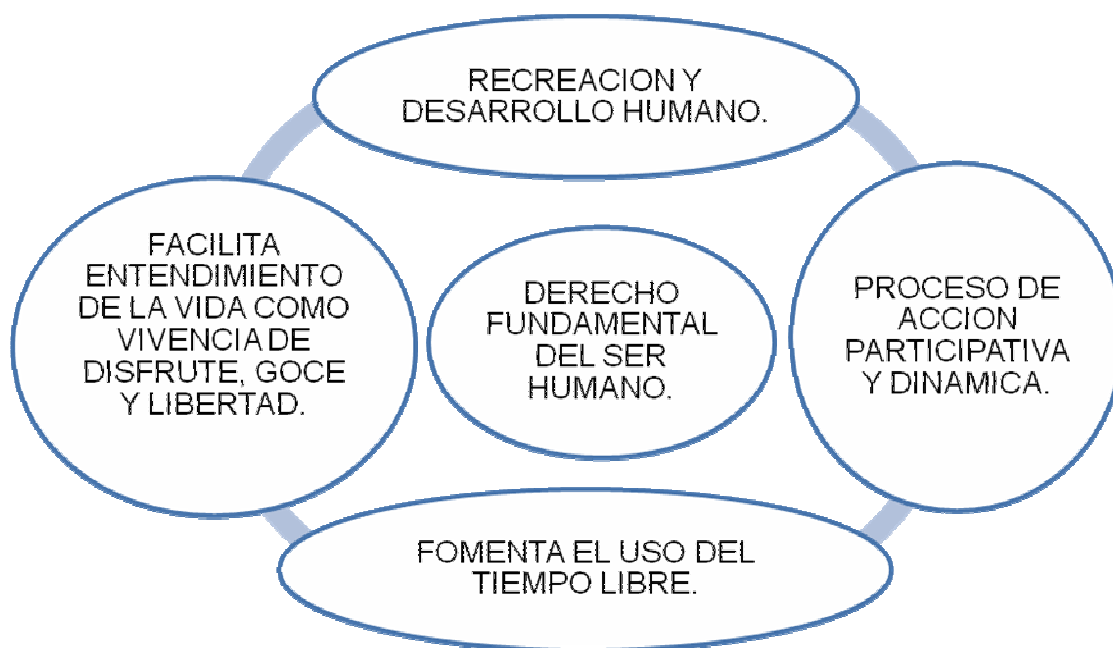 RECREACION Y
DESARROLLO HUMANO.
FACILITA
ENTENDIMIENTO
DE LA VIDA COMO
VIVENCIA DE
DISFRUTE, GOCE
Y LIBERTAD.
DERECHO
FUNDAMENTAL
DEL SER
HUMANO.
PROCESO DE
ACCION
PARTICIPATIVA
Y DINAMICA.
FOMENTA EL USO DEL
TIEMPO LIBRE.